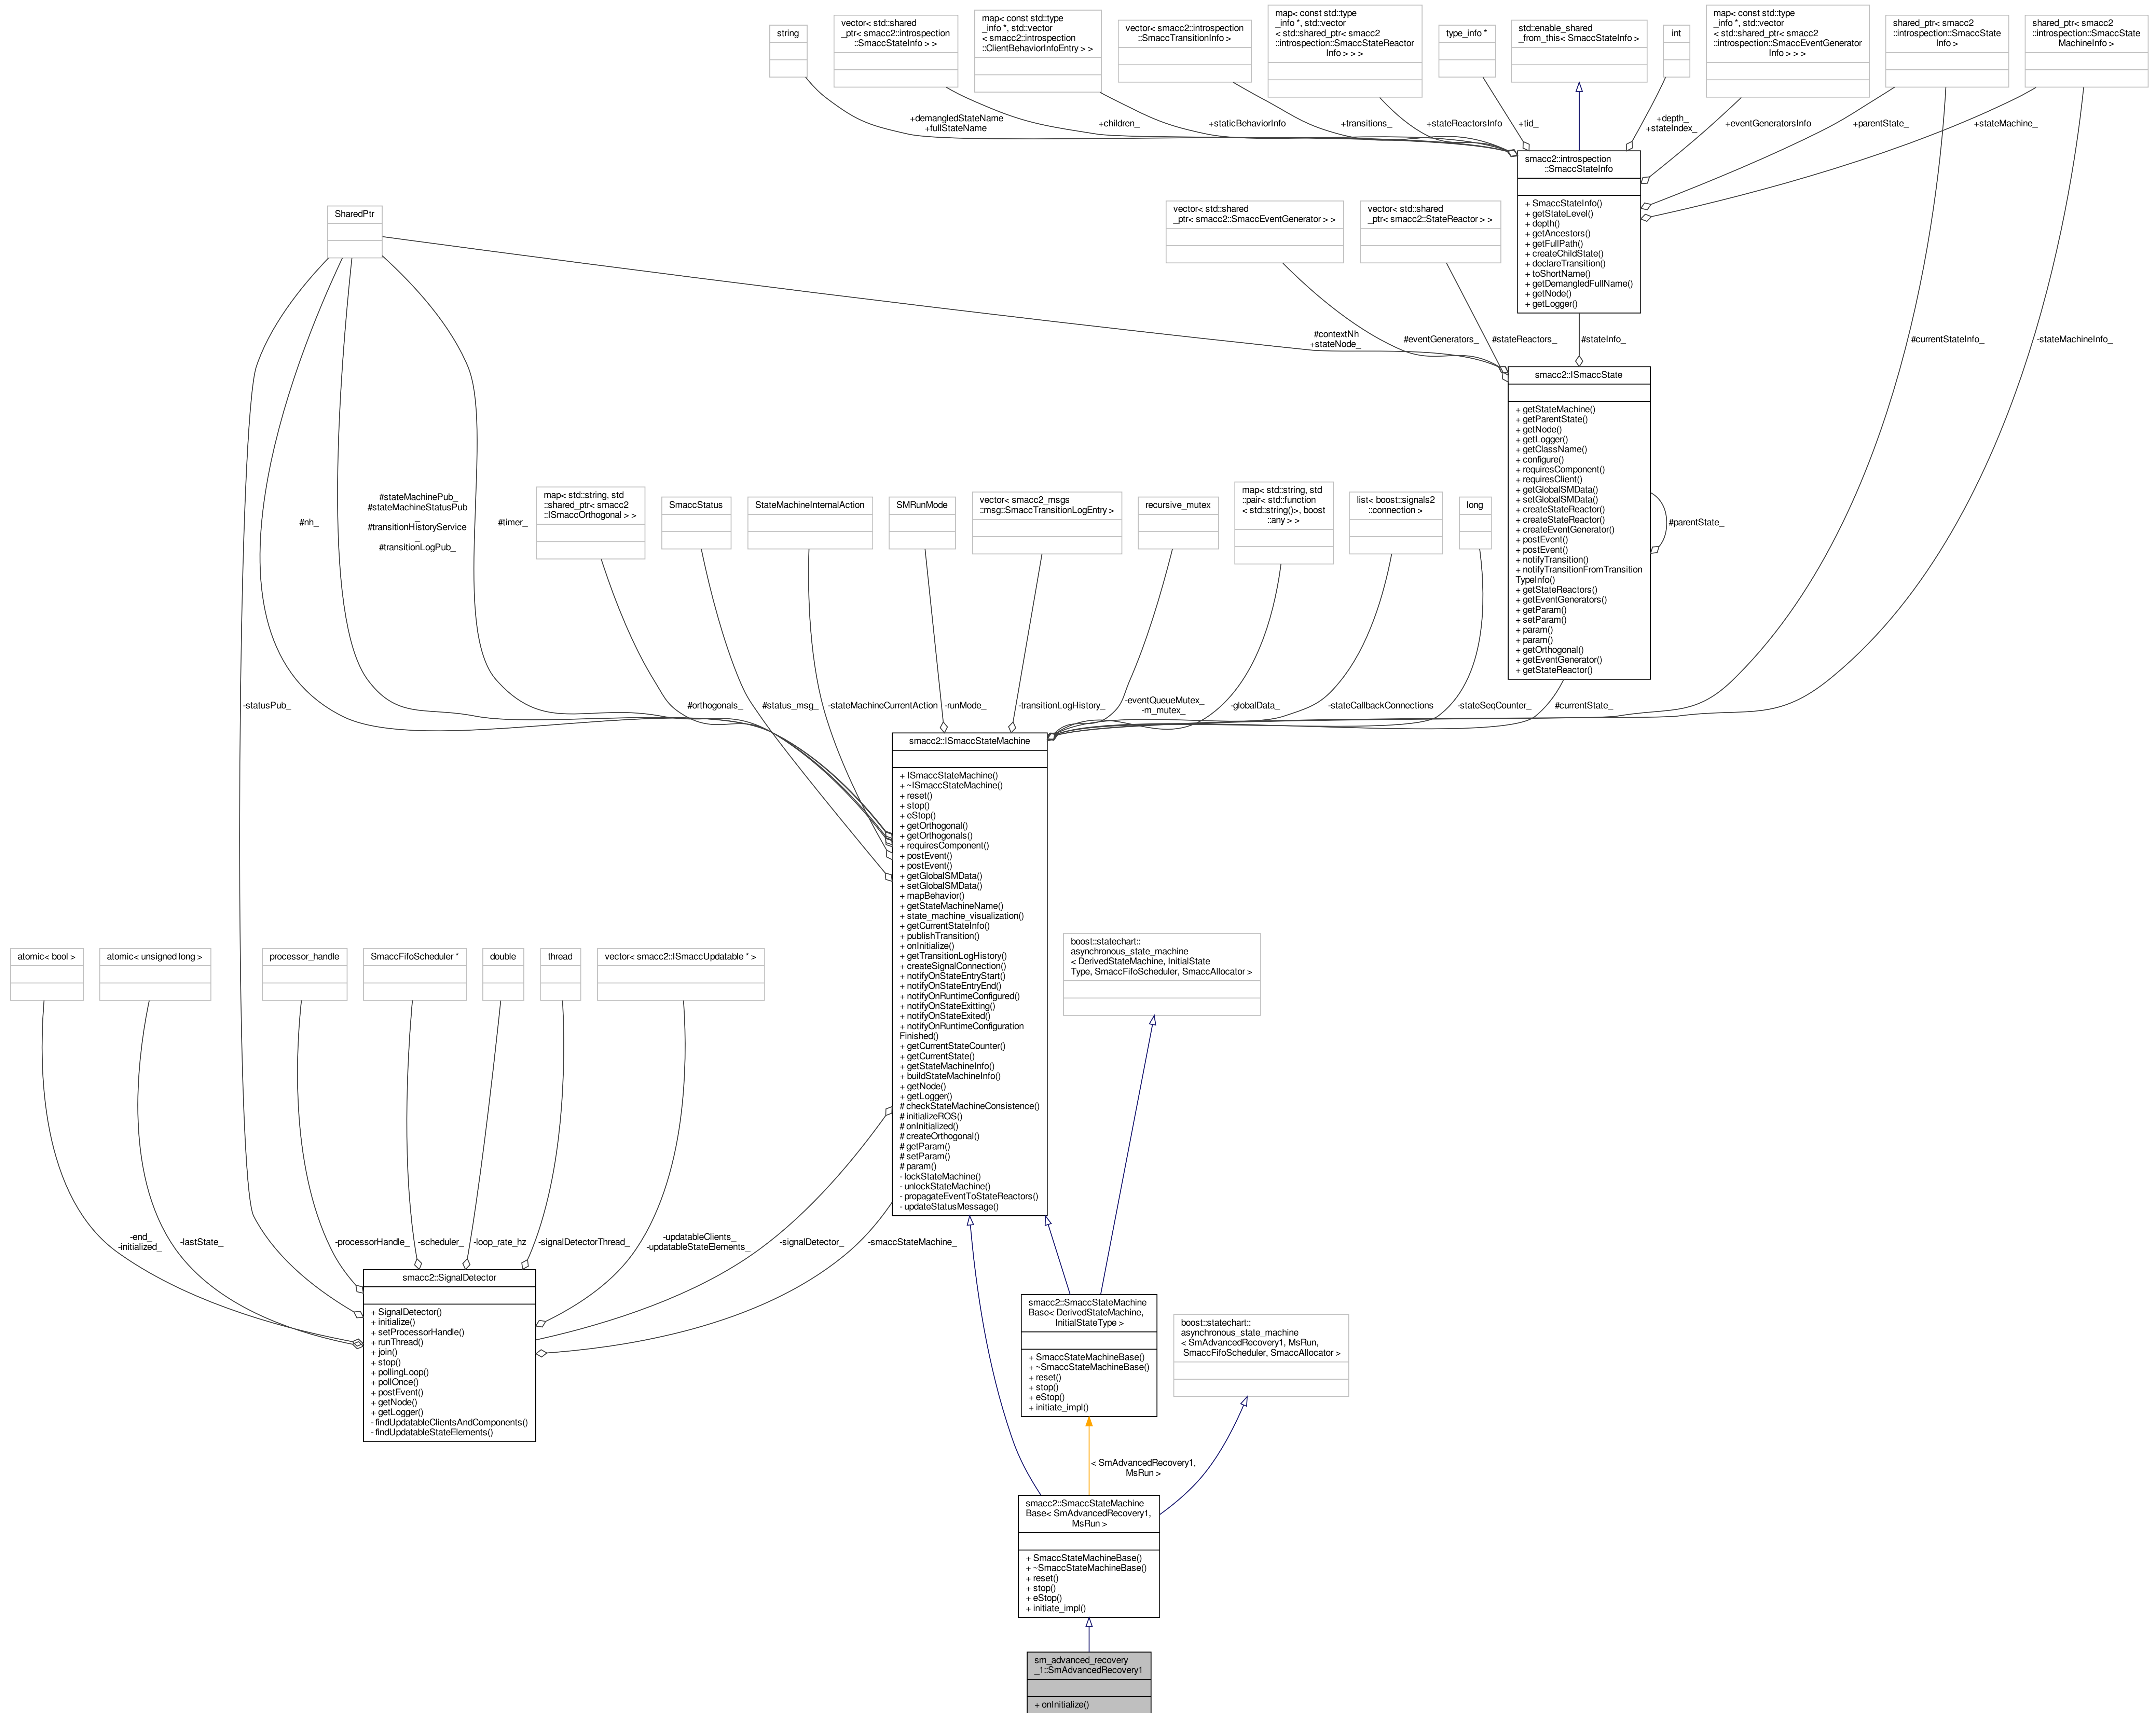 string
vector< std::shared
_ptr< smacc2::introspection
::SmaccStateInfo > >
map< const std::type
_info *, std::vector
< smacc2::introspection
::ClientBehaviorInfoEntry > >
vector< smacc2::introspection
::SmaccTransitionInfo >
map< const std::type
_info *, std::vector
< std::shared_ptr< smacc2
::introspection::SmaccStateReactor
Info > > >
type_info *
std::enable_shared
_from_this< SmaccStateInfo >
int
map< const std::type
_info *, std::vector
< std::shared_ptr< smacc2
::introspection::SmaccEventGenerator
Info > > >
shared_ptr< smacc2
::introspection::SmaccState
Info >
shared_ptr< smacc2
::introspection::SmaccState
MachineInfo >
+demangledStateName
+fullStateName
+children_
+staticBehaviorInfo
+transitions_
+stateReactorsInfo
+tid_
+depth_
+stateIndex_
+eventGeneratorsInfo
+parentState_
+stateMachine_
smacc2::introspection
::SmaccStateInfo
+ SmaccStateInfo()
+ getStateLevel()
+ depth()
+ getAncestors()
+ getFullPath()
+ createChildState()
+ declareTransition()
+ toShortName()
+ getDemangledFullName()
+ getNode()
+ getLogger()
SharedPtr
vector< std::shared
_ptr< smacc2::SmaccEventGenerator > >
vector< std::shared
_ptr< smacc2::StateReactor > >
#contextNh
+stateNode_
#eventGenerators_
#stateReactors_
#stateInfo_
#currentStateInfo_
-stateMachineInfo_
smacc2::ISmaccState
+ getStateMachine()
+ getParentState()
+ getNode()
+ getLogger()
+ getClassName()
+ configure()
+ requiresComponent()
+ requiresClient()
+ getGlobalSMData()
+ setGlobalSMData()
+ createStateReactor()
+ createStateReactor()
+ createEventGenerator()
+ postEvent()
+ postEvent()
+ notifyTransition()
+ notifyTransitionFromTransition
TypeInfo()
+ getStateReactors()
+ getEventGenerators()
+ getParam()
+ setParam()
+ param()
+ param()
+ getOrthogonal()
+ getEventGenerator()
+ getStateReactor()
#parentState_
#nh_
#stateMachinePub_
#stateMachineStatusPub
_
#transitionHistoryService
_
#transitionLogPub_
#timer_
map< std::string, std
::shared_ptr< smacc2
::ISmaccOrthogonal > >
SmaccStatus
StateMachineInternalAction
SMRunMode
vector< smacc2_msgs
::msg::SmaccTransitionLogEntry >
recursive_mutex
map< std::string, std
::pair< std::function
< std::string()>, boost
::any > >
list< boost::signals2
::connection >
long
-statusPub_
#orthogonals_
#status_msg_
-stateMachineCurrentAction
-runMode_
-transitionLogHistory_
-eventQueueMutex_
-m_mutex_
-globalData_
-stateCallbackConnections
-stateSeqCounter_
#currentState_
smacc2::ISmaccStateMachine
+ ISmaccStateMachine()
+ ~ISmaccStateMachine()
+ reset()
+ stop()
+ eStop()
+ getOrthogonal()
+ getOrthogonals()
+ requiresComponent()
+ postEvent()
+ postEvent()
+ getGlobalSMData()
+ setGlobalSMData()
+ mapBehavior()
+ getStateMachineName()
+ state_machine_visualization()
+ getCurrentStateInfo()
+ publishTransition()
+ onInitialize()
+ getTransitionLogHistory()
+ createSignalConnection()
+ notifyOnStateEntryStart()
+ notifyOnStateEntryEnd()
+ notifyOnRuntimeConfigured()
+ notifyOnStateExitting()
+ notifyOnStateExited()
+ notifyOnRuntimeConfiguration
Finished()
+ getCurrentStateCounter()
+ getCurrentState()
+ getStateMachineInfo()
+ buildStateMachineInfo()
+ getNode()
+ getLogger()
# checkStateMachineConsistence()
# initializeROS()
# onInitialized()
# createOrthogonal()
# getParam()
# setParam()
# param()
- lockStateMachine()
- unlockStateMachine()
- propagateEventToStateReactors()
- updateStatusMessage()
atomic< bool >
atomic< unsigned long >
processor_handle
SmaccFifoScheduler *
double
thread
vector< smacc2::ISmaccUpdatable * >
boost::statechart::
asynchronous_state_machine
< DerivedStateMachine, InitialState
Type, SmaccFifoScheduler, SmaccAllocator >
-end_
-initialized_
-lastState_
-processorHandle_
-scheduler_
-loop_rate_hz
-signalDetectorThread_
-updatableClients_
-updatableStateElements_
-signalDetector_
-smaccStateMachine_
smacc2::SignalDetector
+ SignalDetector()
+ initialize()
+ setProcessorHandle()
+ runThread()
+ join()
+ stop()
+ pollingLoop()
+ pollOnce()
+ postEvent()
+ getNode()
+ getLogger()
- findUpdatableClientsAndComponents()
- findUpdatableStateElements()
smacc2::SmaccStateMachine
Base< DerivedStateMachine,
InitialStateType >
+ SmaccStateMachineBase()
+ ~SmaccStateMachineBase()
+ reset()
+ stop()
+ eStop()
+ initiate_impl()
boost::statechart::
asynchronous_state_machine
< SmAdvancedRecovery1, MsRun,
SmaccFifoScheduler, SmaccAllocator >
< SmAdvancedRecovery1,
MsRun >
smacc2::SmaccStateMachine
Base< SmAdvancedRecovery1,
MsRun >
+ SmaccStateMachineBase()
+ ~SmaccStateMachineBase()
+ reset()
+ stop()
+ eStop()
+ initiate_impl()
sm_advanced_recovery
_1::SmAdvancedRecovery1
+ onInitialize()